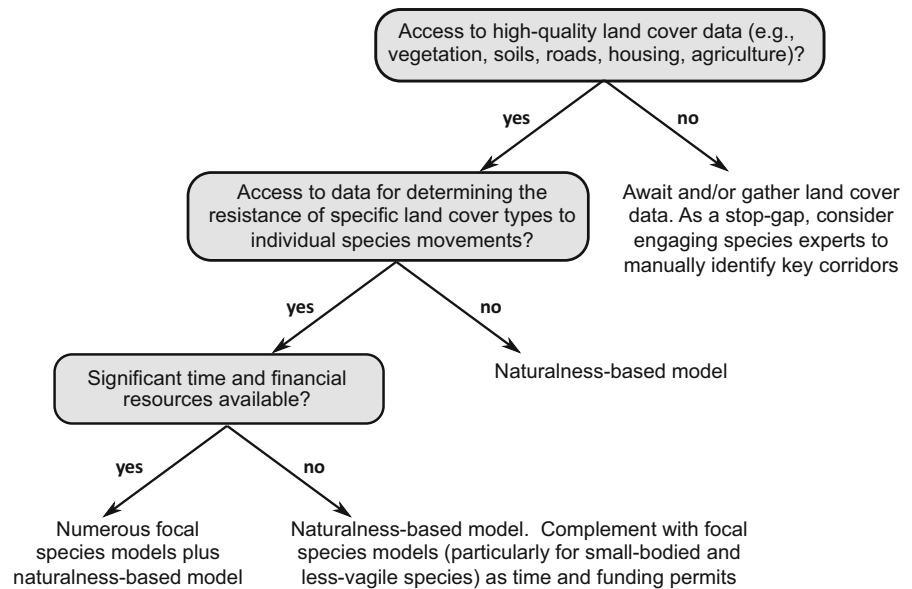 Access to high-quality land cover data (e.g.,
vegetation, soils, roads, housing, agriculture)?
yes
no
Access to data for determining the
resistance of specific land cover types to
individual species movements?
Await and/or gather land cover
data. As a stop-gap, consider
engaging species experts to
manually identify key corridors
yes
no
Significant time and financial
resources available?
Naturalness-based model
yes
no
Numerous focal
species models plus
naturalness-based model
Naturalness-based model.  Complement with focal
species models (particularly for small-bodied and
less-vagile species) as time and funding permits